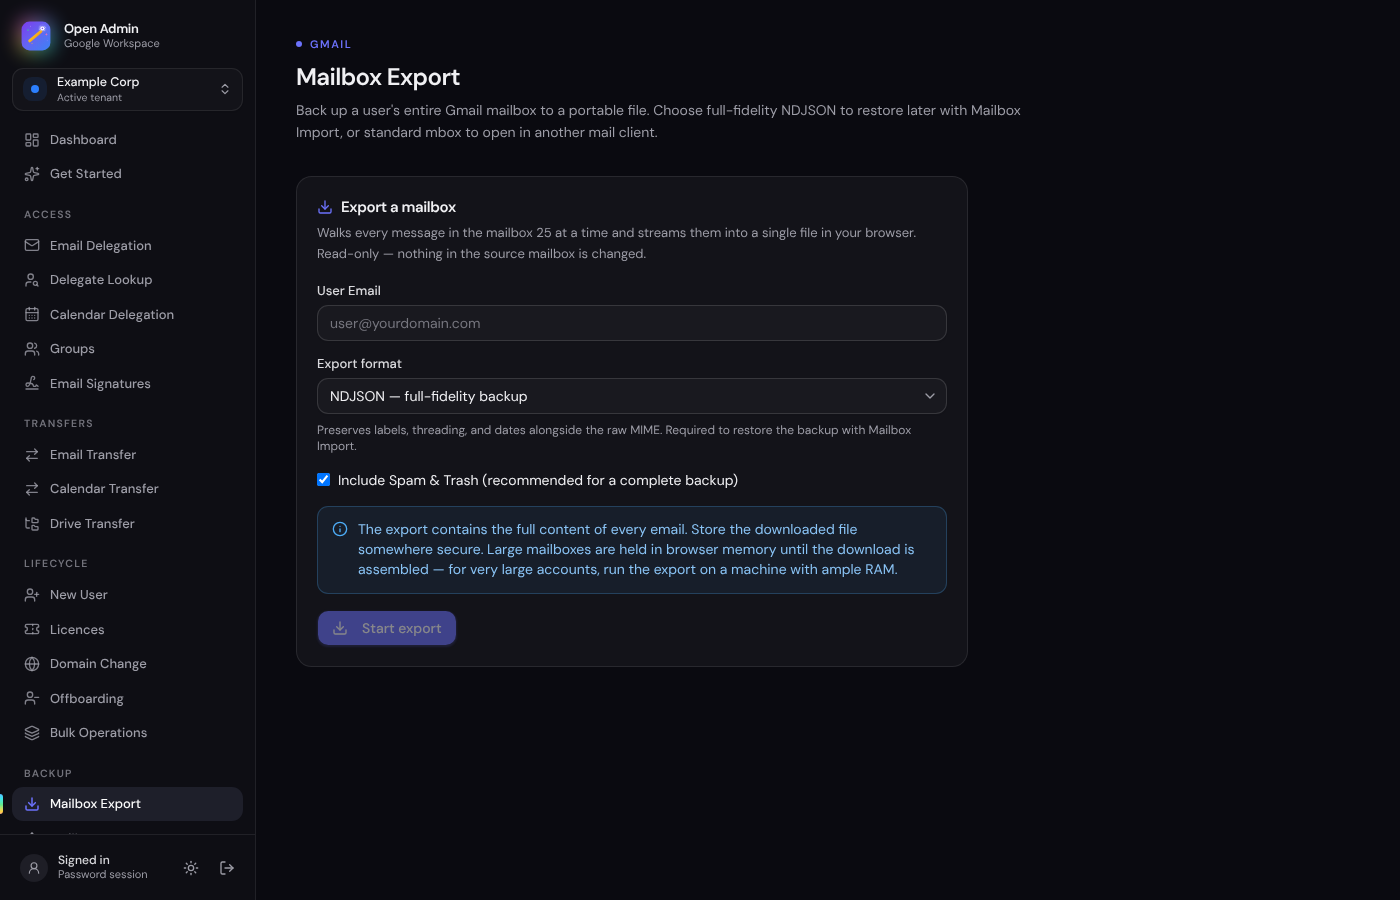 Open Admin
Google Workspace
Example Corp
Active tenant
Dashboard
Get Started
ACCESS
Email Delegation
Delegate Lookup
Calendar Delegation
Groups
Email Signatures
TRANSFERS
Email Transfer
Calendar Transfer
Drive Transfer
LIFECYCLE
New User
Licences
Domain Change
Offboarding
Bulk Operations
BACKUP
Mailbox Export
Signed in
Password session
GMAIL
Mailbox Export
Back up a user's entire Gmail mailbox to a portable file. Choose full-fidelity NDJSON to restore later with Mailbox
Import, or standard mbox to open in another mail client.
Export a mailbox
Walks every message in the mailbox 25 at a time and streams them into a single file in your browser.
Read-only — nothing in the source mailbox is changed.
User Email
user@yourdomain.com
Export format
NDJSON — full-fidelity backup
Preserves labels, threading, and dates alongside the raw MIME. Required to restore the backup with Mailbox
Import.
Include Spam & Trash (recommended for a complete backup)
The export contains the full content of every email. Store the downloaded file
somewhere secure. Large mailboxes are held in browser memory until the download is
assembled — for very large accounts, run the export on a machine with ample RAM.
Start export